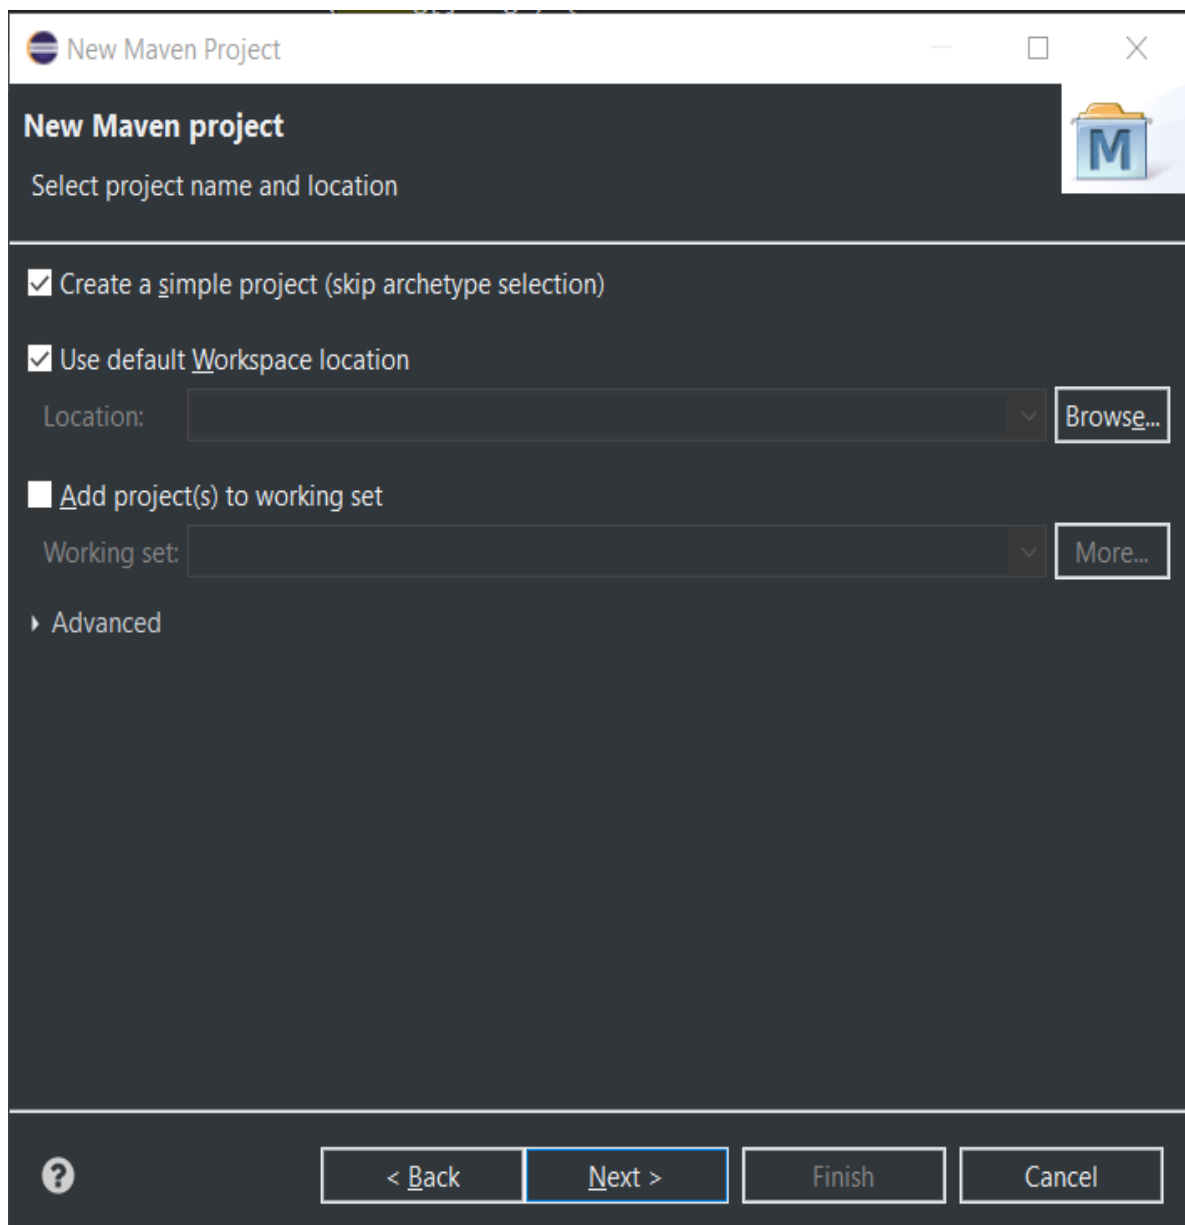 New Maven Project
New Maven project
M
Select project name and location
Create a simple project (skip archetype selection)
Use default Workspace location
Location:
Browse...
Add project(s) to working set
Working set:
More...
Advanced
?
< Back
Next >
Finish
Cancel